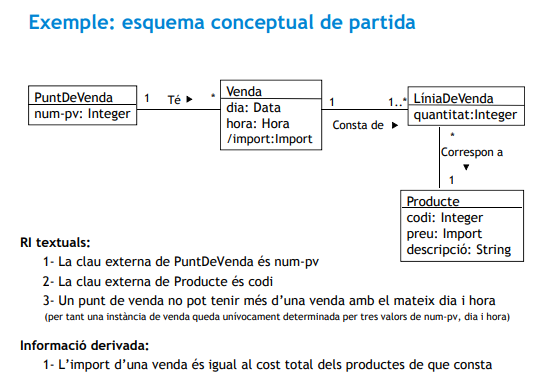 Exemple: esquema conceptual de partida
PuntDeVenda
num-pv: Integer
1
Té
*
Venda
dia: Data
hora: Hora
/import:Import
1
Consta de
1..*
LíniaDeVenda
quantitat:Integer
*
Correspon a
1
Producte
codi: Integer
preu: Import
descripció: String
RI textuals:
1- La clau externa de PuntDeVenda és num-pv
2- La clau externa de Producte és codi
3- Un punt de venda no pot tenir més d'una venda amb el mateix dia i hora
(per tant una instància de venda queda unívocament determinada per tres valors de num-pv, dia i hora)
Informació derivada:
1- L'import d'una venda és igual al cost total dels productes de que consta